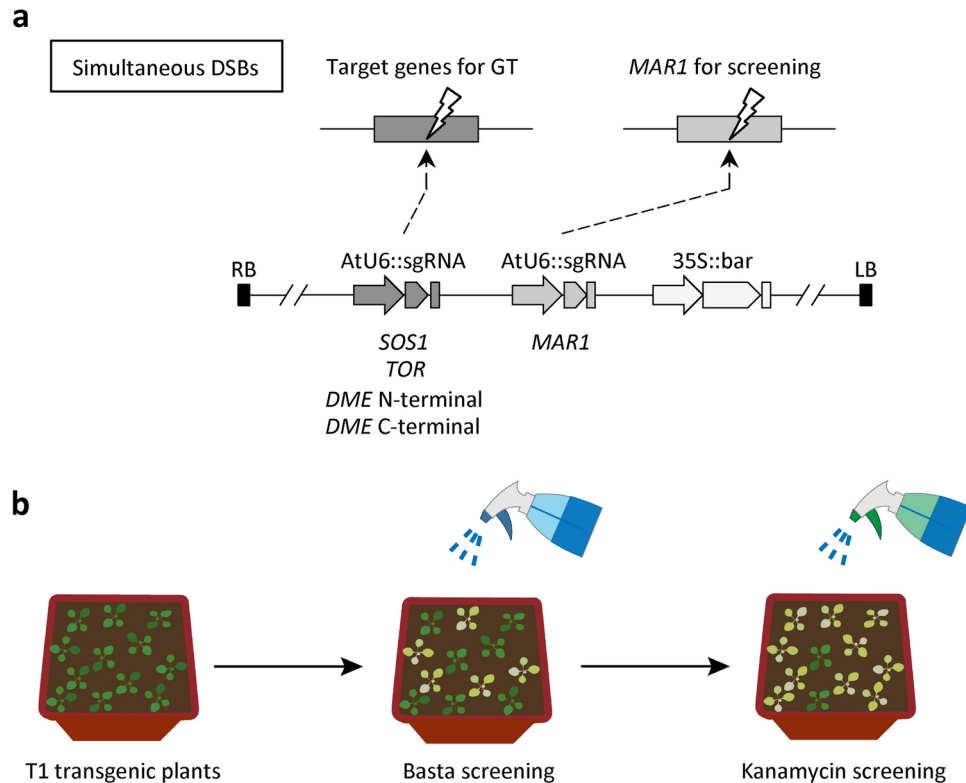 a
Simultaneous DSBs
Target genes for GT
MAR1 for screening
AtU6::sgRNA
AtU6::sgRNA
35S::bar
RB
LB
SOS1
TOR
DME N-terminal
DME C-terminal
MAR1
b
T1 transgenic plants
Basta screening
Kanamycin screening